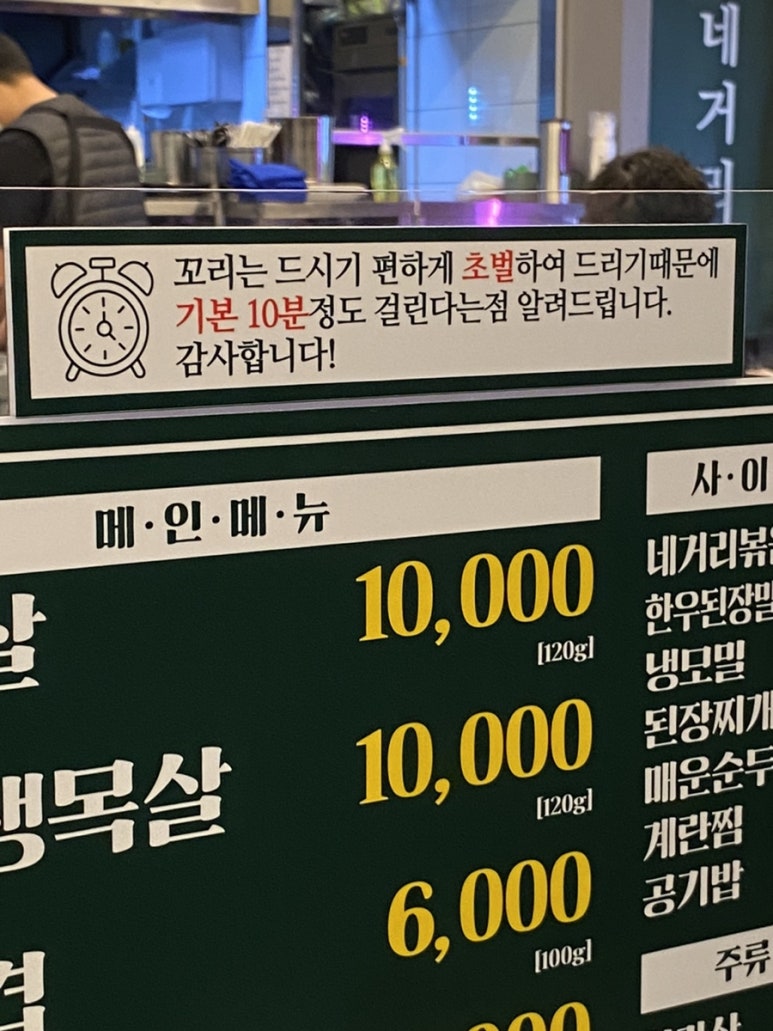 네거리
꼬리는 드시기 편하게 초벌하여 드리기때문에
기본 10분정도 걸린다는점 알려드립니다.
감사합니다!
메·인·메·뉴
10,000
[120g]
생목살
10,000
[120g]
6,000
[100g]
사·이
네거리볶
한우된장말
냉모밀
된장찌개
매운순두
계란찜
공기밥
주류